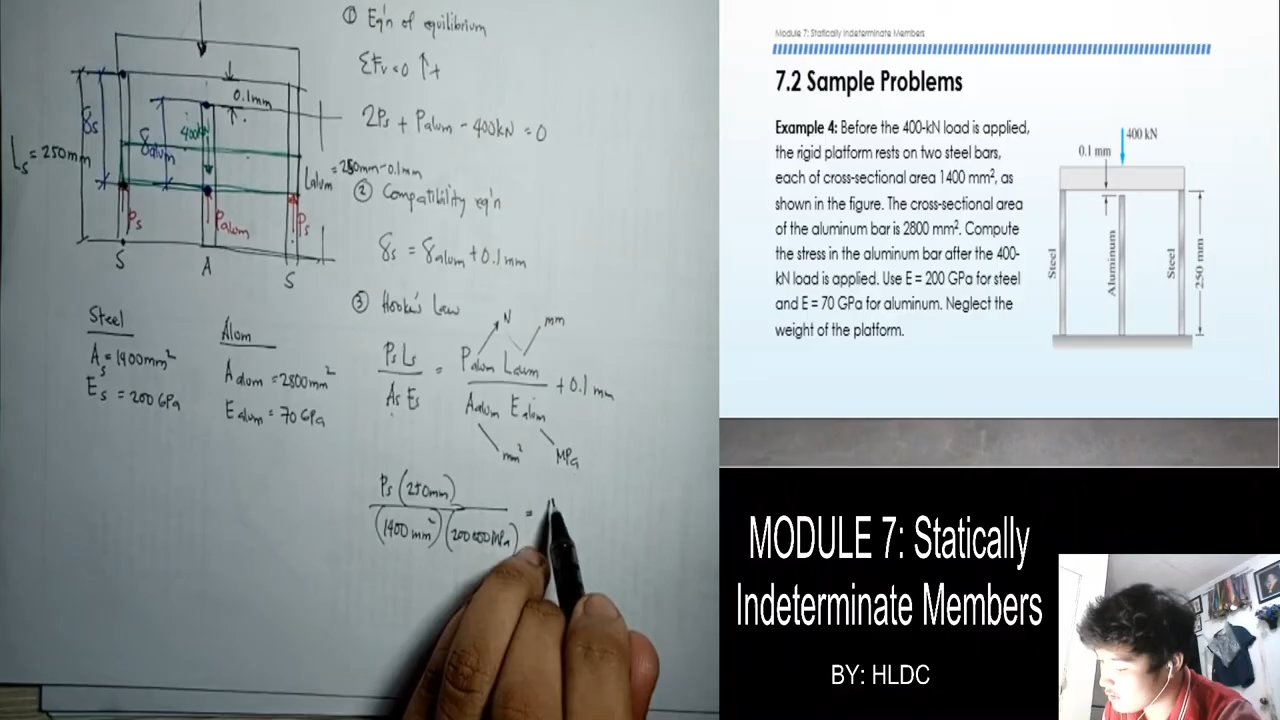 ① Eq'n of equilibrium
ΣFv = 0 ↑+
2Ps + Palum - 400kN = 0
0.1mm
δs
400kN
δalum
Ls = 250mm
Lalum = 250mm-0.1mm
② Compatibility eq'n
Ps
Palum
Ps
S
A
S
δs = δalum + 0.1mm
③ Hooke's Law
Steel
As = 1400mm²
Es = 200GPa
Alum
Aalum = 2800mm²
Ealum = 70GPa
N
mm
Ps Ls
As Es
=
Palum Lalum
Aalum Ealum
+ 0.1 mm
mm²
MPa
Ps (250mm)
(1400mm²)(200000MPa)
=
Module 7: Statically Indeterminate Members
7.2 Sample Problems
Example 4: Before the 400-kN load is applied,
the rigid platform rests on two steel bars,
each of cross-sectional area 1400 mm², as
shown in the figure. The cross-sectional area
of the aluminum bar is 2800 mm². Compute
the stress in the aluminum bar after the 400-
kN load is applied. Use E = 200 GPa for steel
and E = 70 GPa for aluminum. Neglect the
weight of the platform.
400 kN
0.1 mm
Steel
Aluminum
Steel
250 mm
MODULE 7: Statically
Indeterminate Members
BY: HLDC